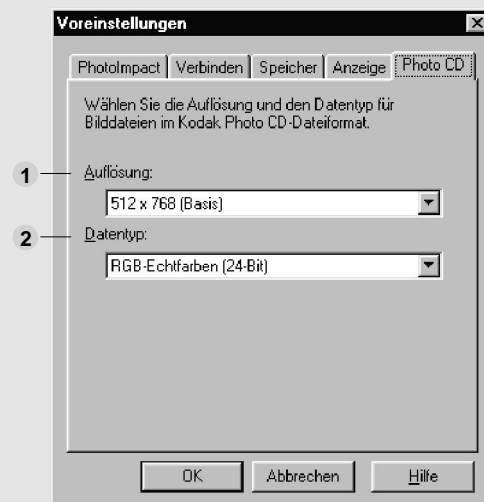 Voreinstellungen
PhotoImpact Verbinden Speicher Anzeige Photo CD
Wählen Sie die Auflösung und den Datentyp für
Bilddateien im Kodak Photo CD-Dateiformat.
1 Auflösung:
512 x 768 (Basis)
2 Datentyp:
RGB-Echtfarben (24-Bit)
OK Abbrechen Hilfe